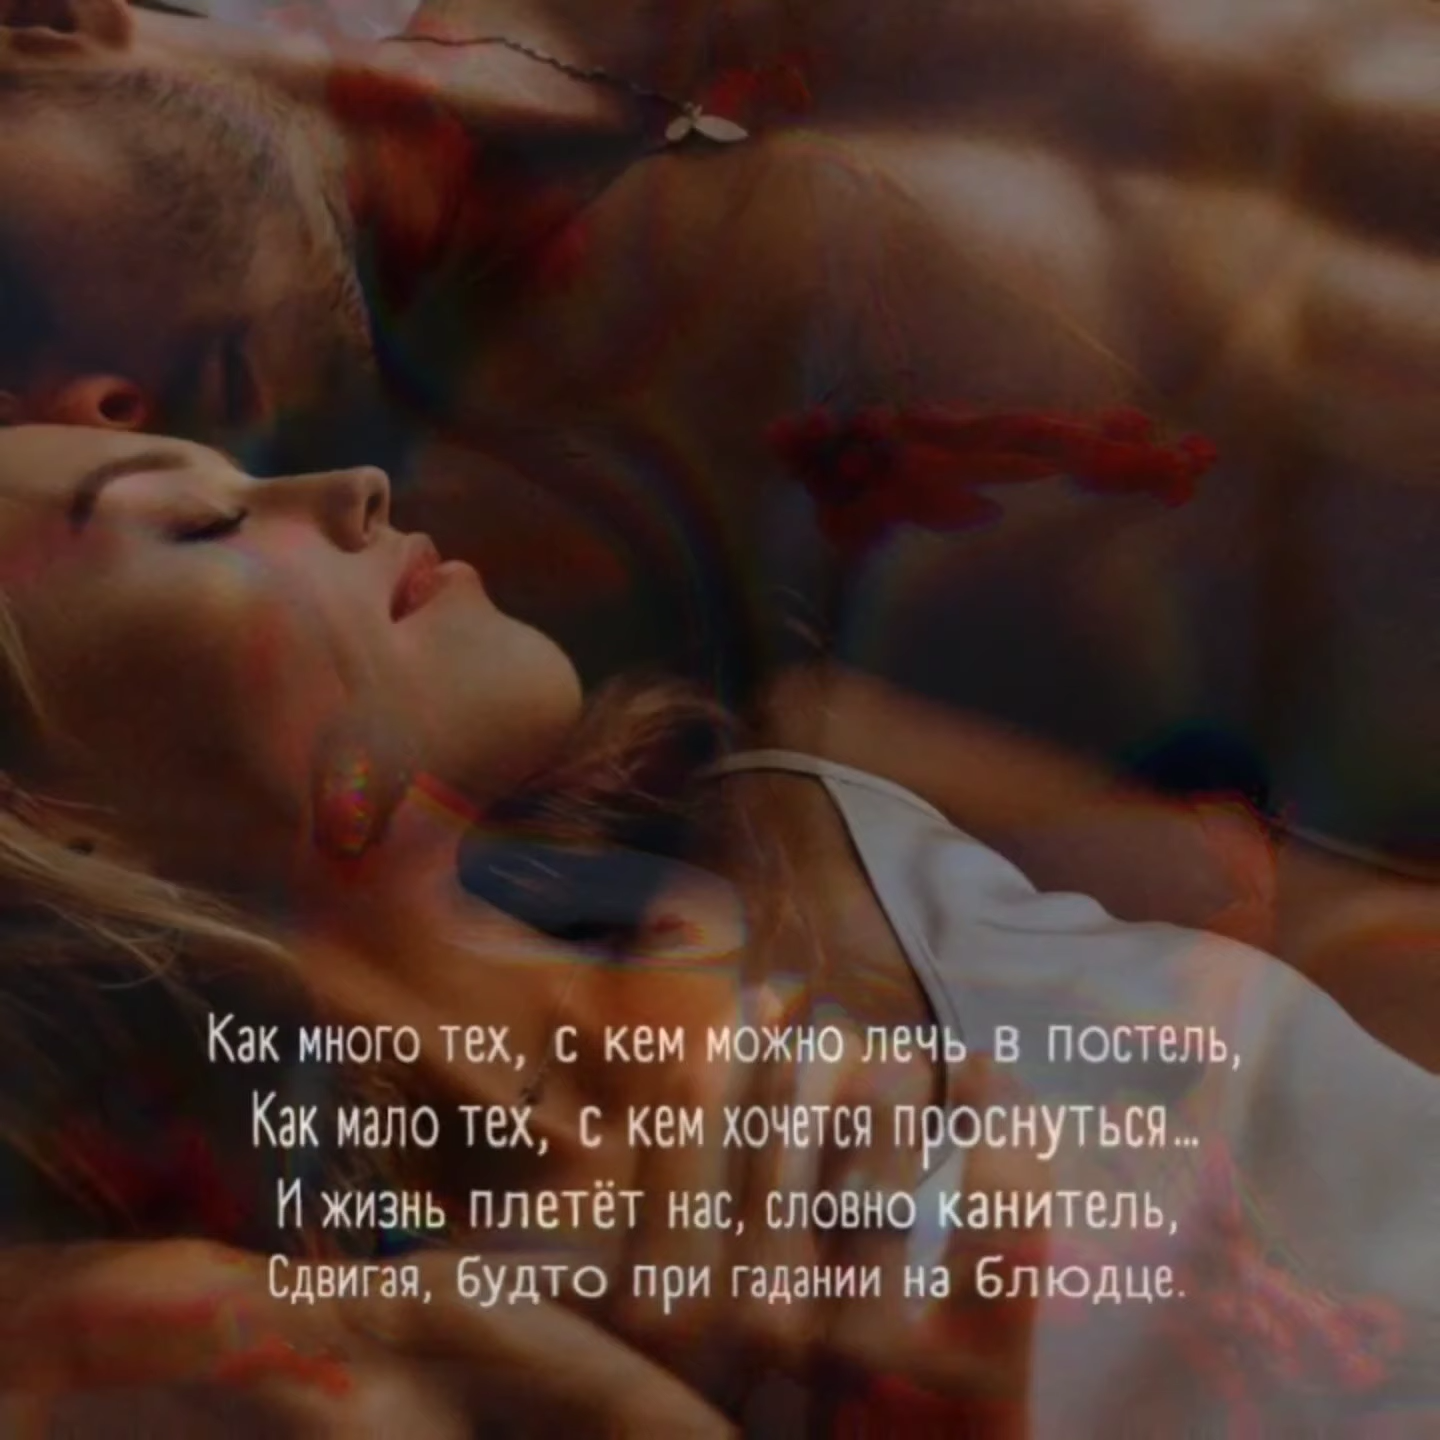 Как много тех, с кем можно лечь в постель,
Как мало тех, с кем хочется проснуться...
И жизнь плетёт нас, словно канитель,
Сдвигая, будто при гадании на блюдце.